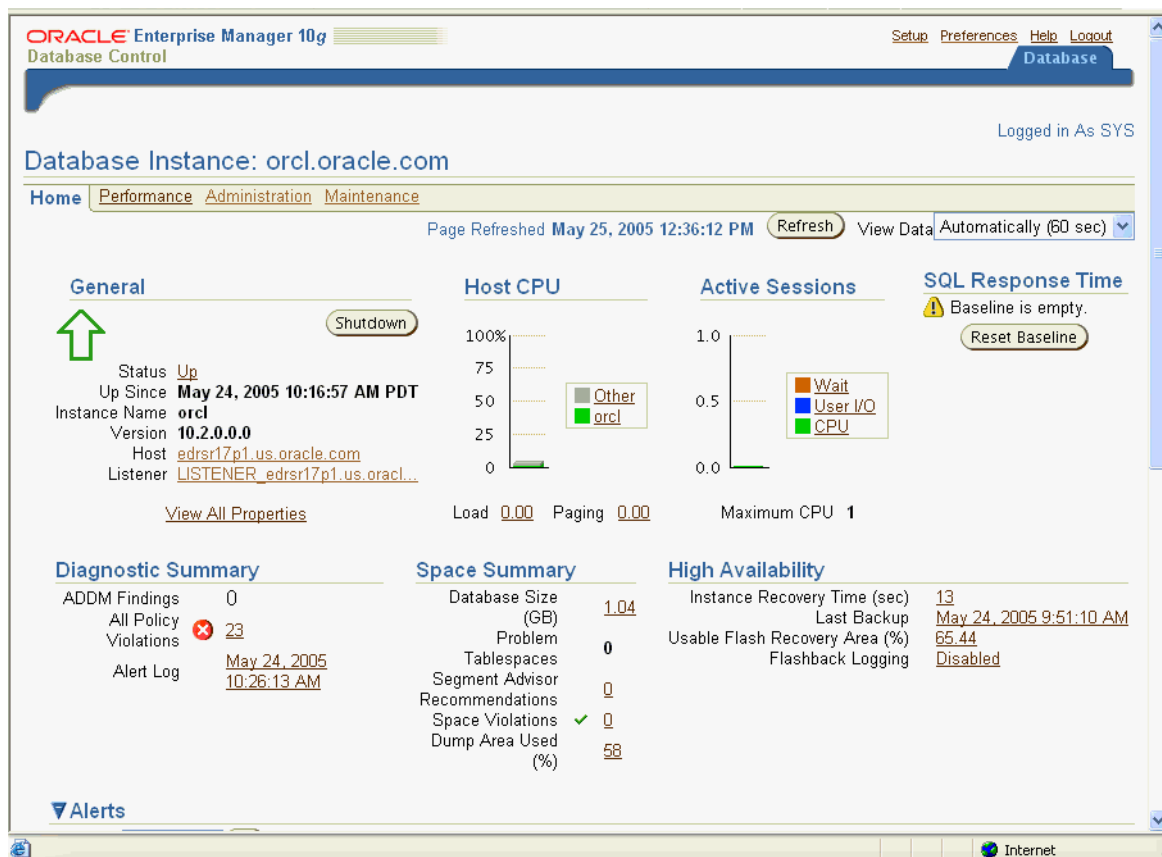 ORACLE Enterprise Manager 10g
Database Control
Setup Preferences Help Logout
Database
Logged in As SYS
Database Instance: orcl.oracle.com
Home Performance Administration Maintenance
Page Refreshed May 25, 2005 12:36:12 PM Refresh View Data Automatically (60 sec)
General
Shutdown
Status Up
Up Since May 24, 2005 10:16:57 AM PDT
Instance Name orcl
Version 10.2.0.0.0
Host edrsr17p1.us.oracle.com
Listener LISTENER_edrsr17p1.us.oracl...
View All Properties
Host CPU
100%
75
50
25
0
Other
orcl
Load 0.00 Paging 0.00
Active Sessions
1.0
0.5
0.0
Wait
User I/O
CPU
Maximum CPU 1
SQL Response Time
Baseline is empty.
Reset Baseline
Diagnostic Summary
ADDM Findings 0
All Policy
Violations 23
Alert Log May 24, 2005
10:26:13 AM
Space Summary
Database Size
(GB) 1.04
Problem
Tablespaces 0
Segment Advisor
Recommendations 0
Space Violations 0
Dump Area Used
(%) 58
High Availability
Instance Recovery Time (sec) 13
Last Backup May 24, 2005 9:51:10 AM
Usable Flash Recovery Area (%) 65.44
Flashback Logging Disabled
Alerts
Internet